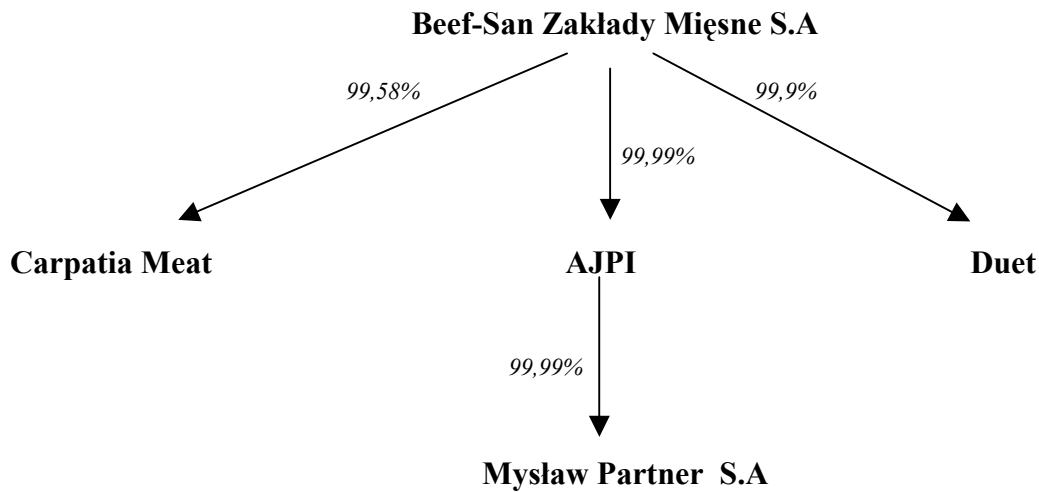 Beef-San Zakłady Mięsne S.A
99,58%
99,9%
99,99%
Carpatia Meat
AJPI
Duet
99,99%
Mysław Partner S.A